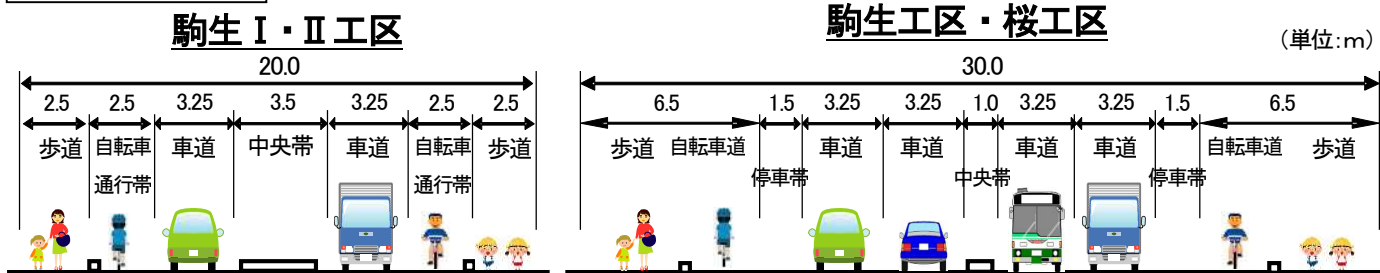 駒生Ⅰ・Ⅱ工区
20.0
2.5 2.5 3.25 3.5 3.25 2.5 2.5
歩道 自転車 車道 中央帯 車道 自転車 歩道
通行帯 通行帯
駒生工区・桜工区
(単位:m)
30.0
6.5 1.5 3.25 3.25 1.0 3.25 3.25 1.5 6.5
歩道 自転車道 車道 車道 車道 車道 自転車道 歩道
停車帯 中央帯 停車帯